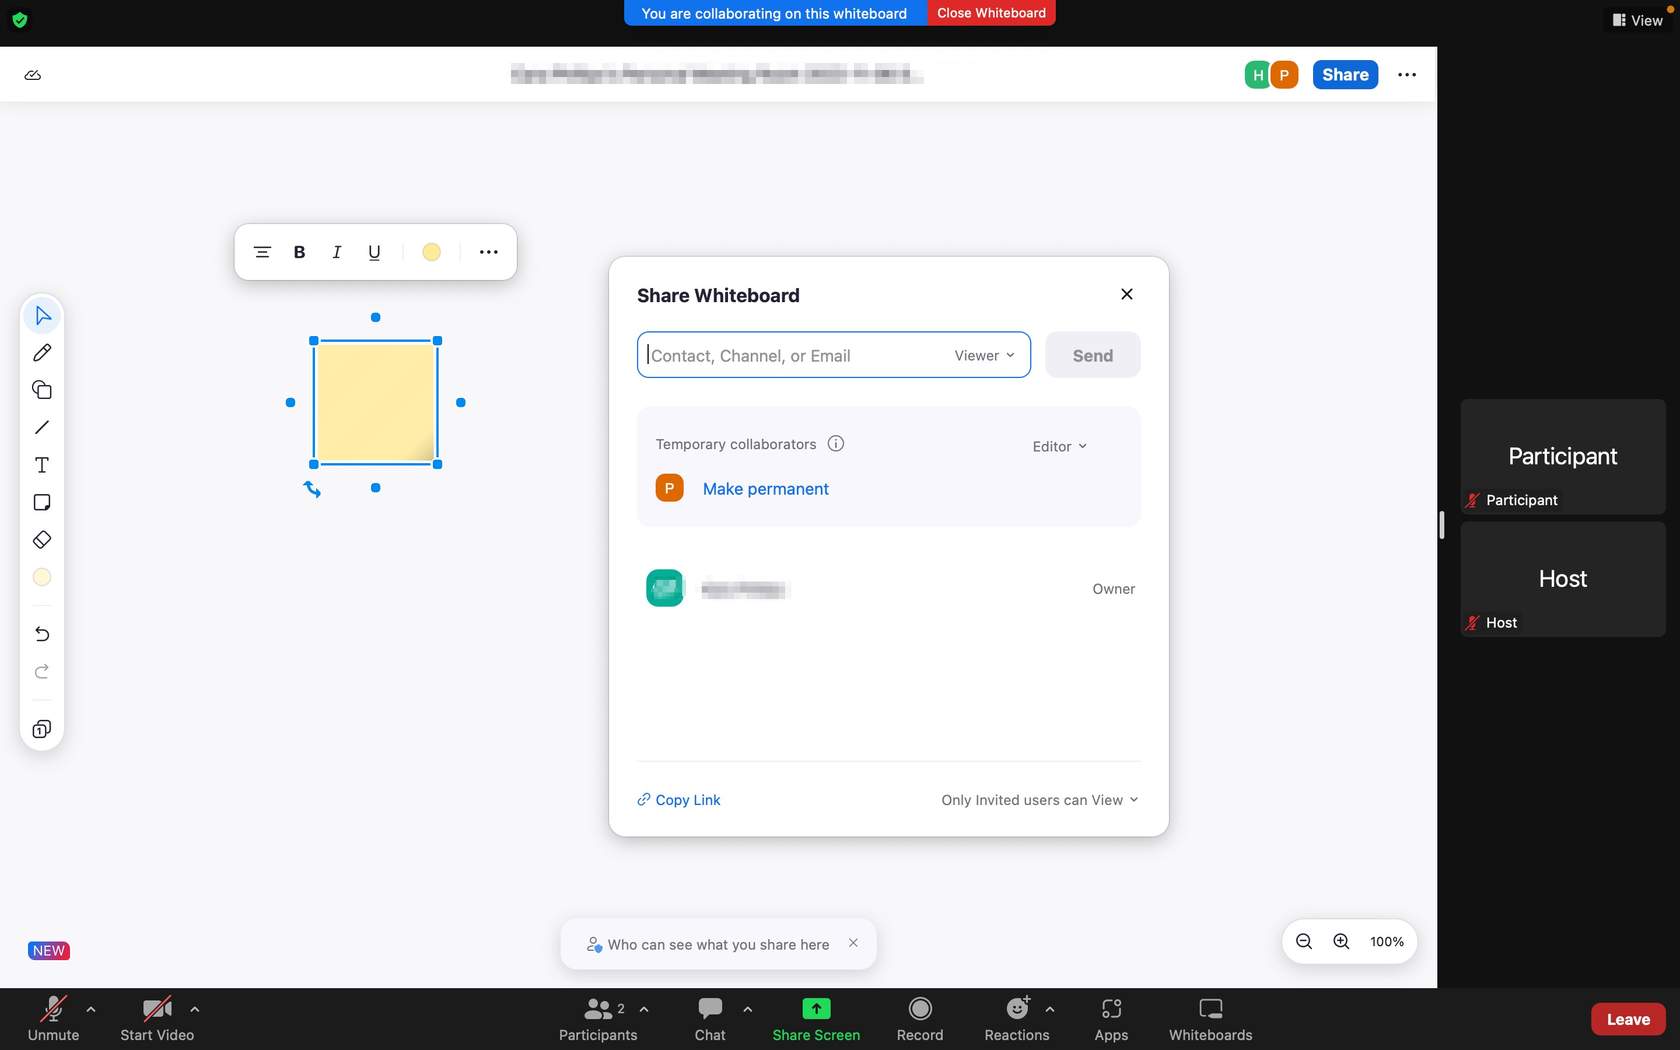 You are collaborating on this whiteboard
Close Whiteboard
View
H
P
Share
B I U
Share Whiteboard
Contact, Channel, or Email
Viewer
Send
Temporary collaborators
Editor
P
Make permanent
Owner
T
1
Copy Link
Only Invited users can View
Participant
Participant
Host
Host
NEW
Who can see what you share here
100%
Unmute
Start Video
2
Participants
Chat
Share Screen
Record
Reactions
Apps
Whiteboards
Leave